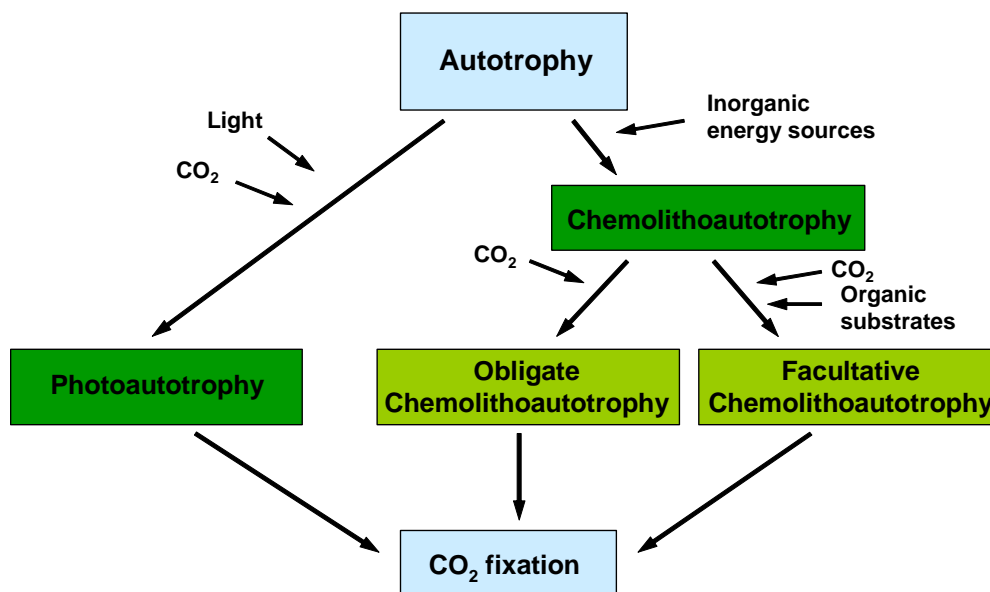 Autotrophy
Light
Inorganic
energy sources
CO₂
Chemolithoautotrophy
CO₂
CO₂
Organic
substrates
Photoautotrophy
Obligate
Chemolithoautotrophy
Facultative
Chemolithoautotrophy
CO₂ fixation